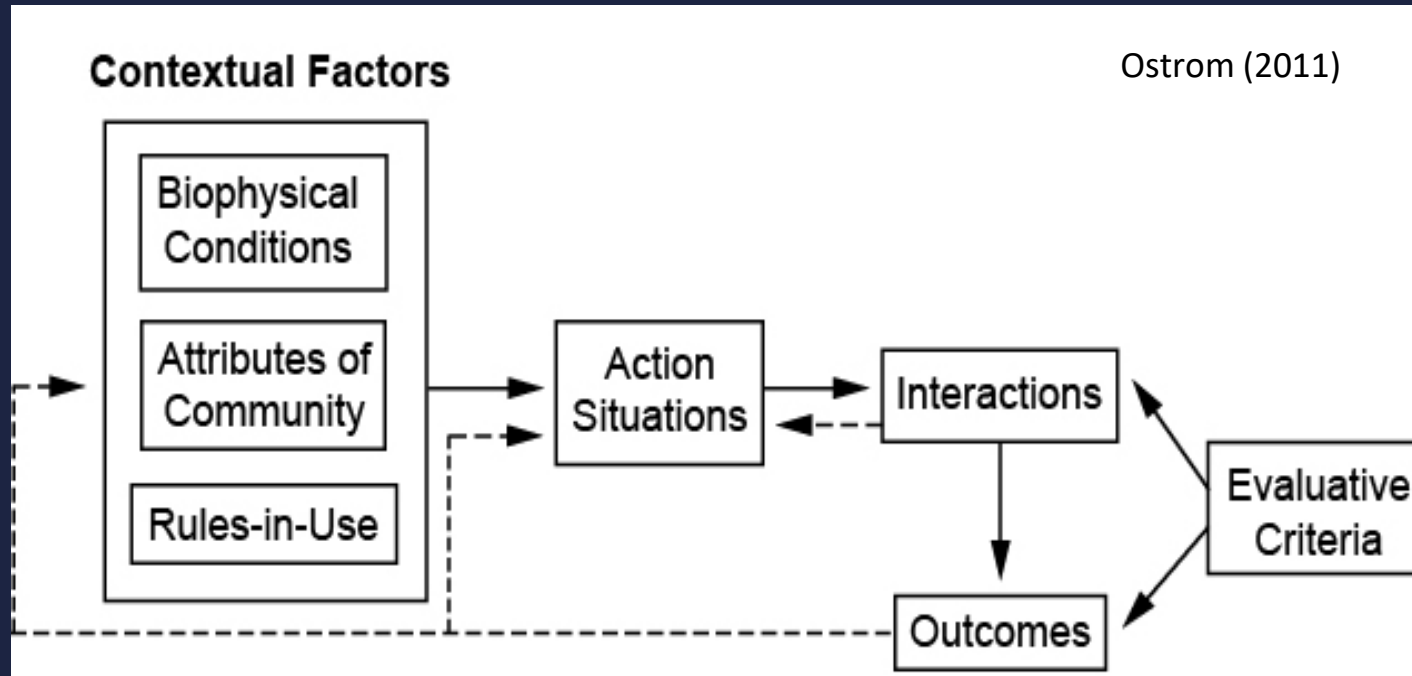 Contextual Factors
Ostrom (2011)
Biophysical
Conditions
Attributes of
Community
Rules-in-Use
Action
Situations
Interactions
Evaluative
Criteria
Outcomes